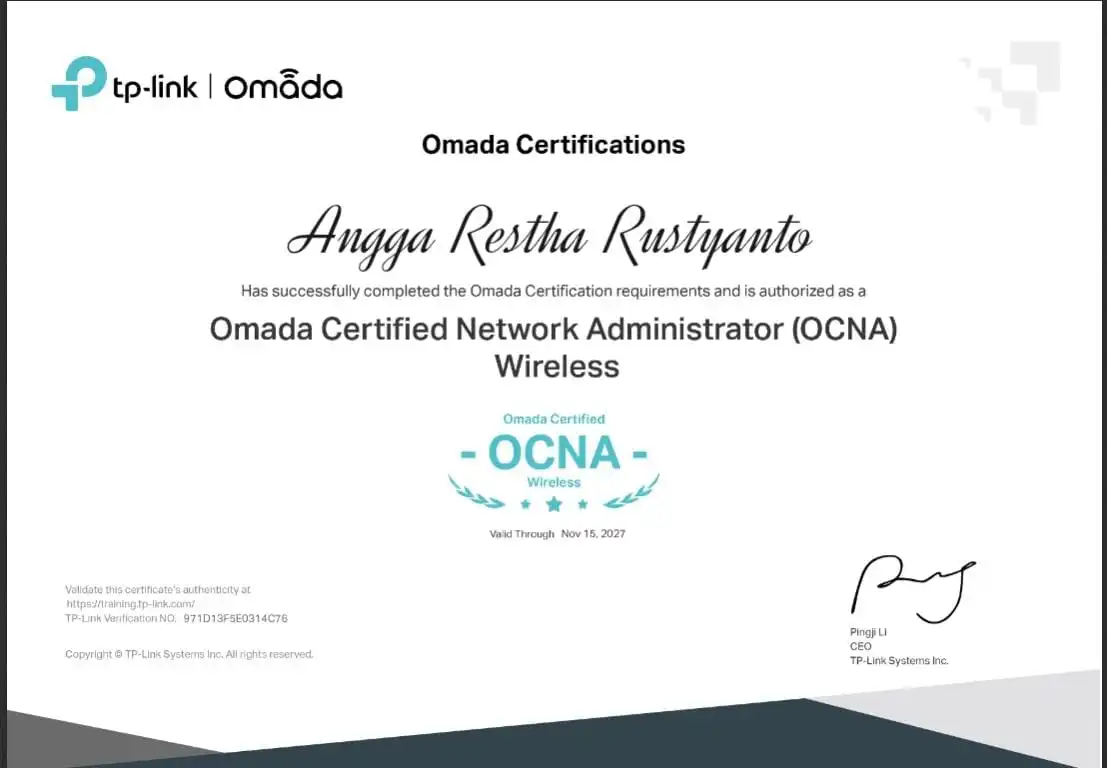 tp-link | Omada
Omada Certifications
Angga Restha Rustyanto
Has successfully completed the Omada Certification requirements and is authorized as a
Omada Certified Network Administrator (OCNA)
Wireless
Omada Certified
- OCNA -
Wireless
Valid Through Nov 15, 2027
Validate this certificate's authenticity at
https://training.tp-link.com/
TP-Link Verification NO. 971D13F5E0314C76
Copyright © TP-Link Systems Inc. All rights reserved.
Pingji Li
CEO
TP-Link Systems Inc.